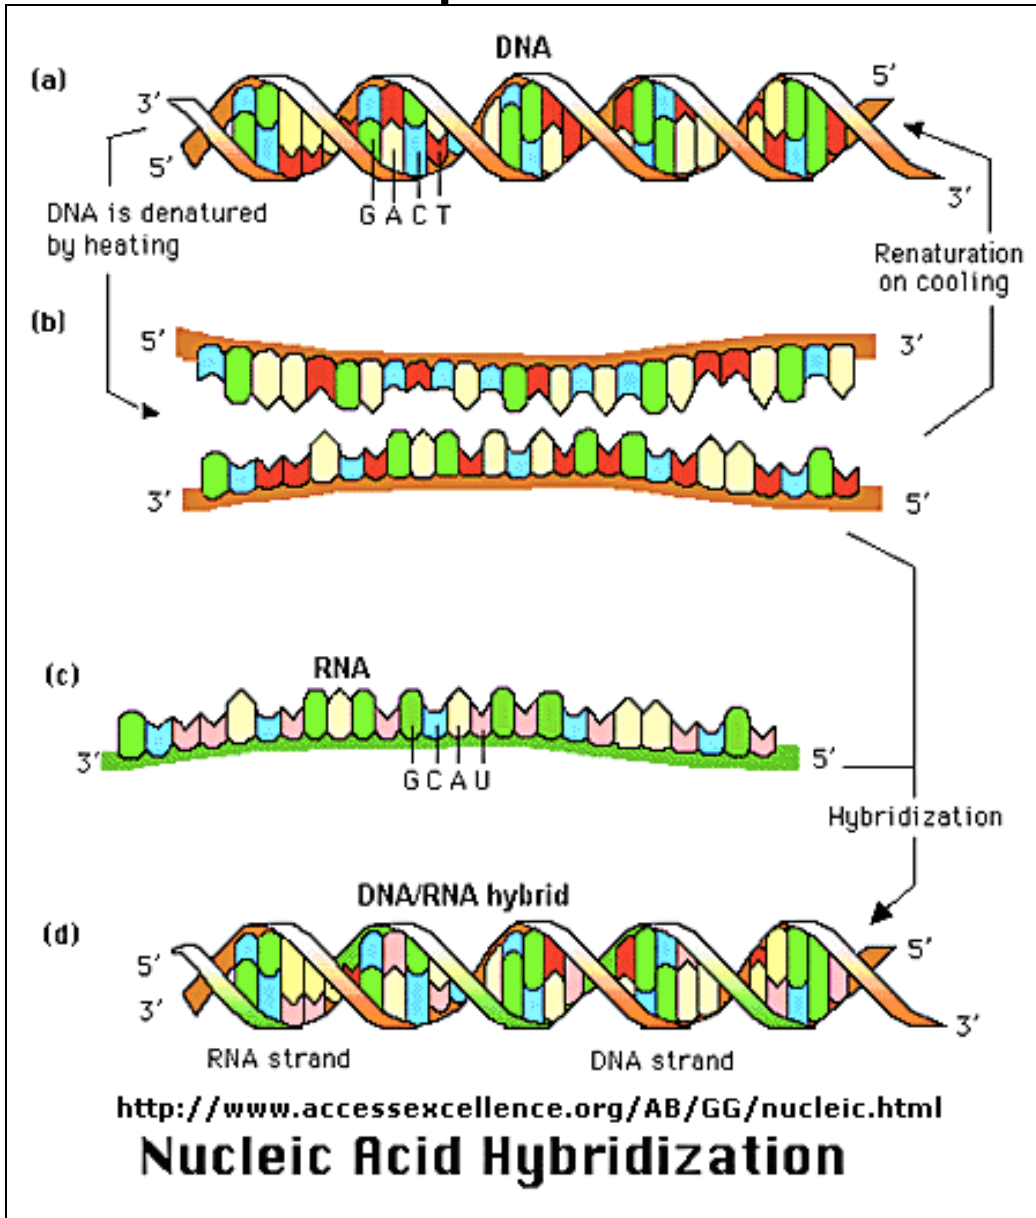 DNA
(a)
5′
3′
5′
3′
G A C T
DNA is denatured
by heating
Renaturation
on cooling
(b)
5′
3′
3′
5′
(c)
RNA
3′
5′
G C A U
Hybridization
DNA/RNA hybrid
(d)
5′
5′
3′
3′
RNA strand
DNA strand
http://www.accessexcellence.org/AB/GG/nucleic.html
Nucleic Acid Hybridization